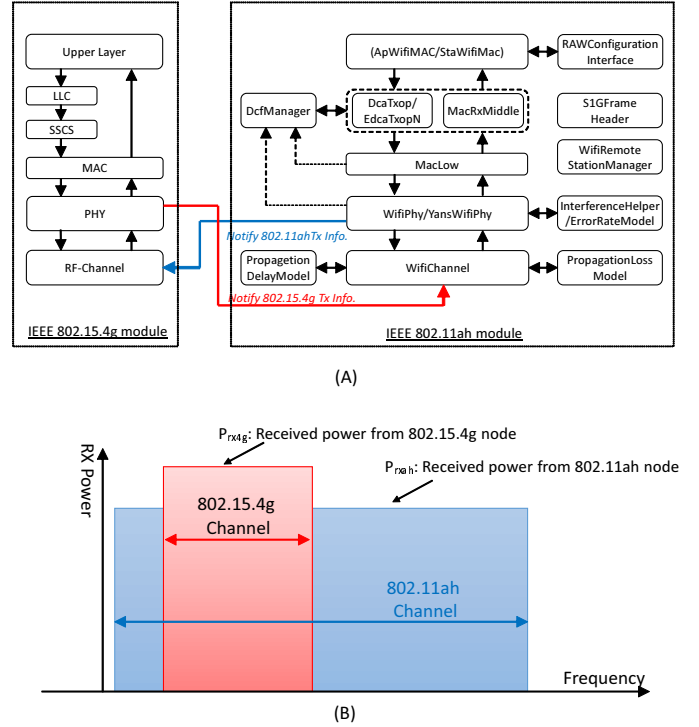 Upper Layer
LLC
SSCS
MAC
PHY
RF-Channel
IEEE 802.15.4g module
(ApWifiMAC/StaWifiMac)
RAWConfiguration
Interface
DcfManager
DcaTxop/
EdcaTxopN
MacRxMiddle
S1GFrame
Header
MacLow
WifiRemote
StationManager
WifiPhy/YansWifiPhy
InterferenceHelper
/ErrorRateModel
Notify 802.11ahTx Info.
Propagetion
DelayModel
WifiChannel
PropagationLoss
Model
Notify 802.15.4g Tx Info.
IEEE 802.11ah module
(A)
Prx4g: Received power from 802.15.4g node
Prxah: Received power from 802.11ah node
RX Power
802.15.4g
Channel
802.11ah
Channel
Frequency
(B)